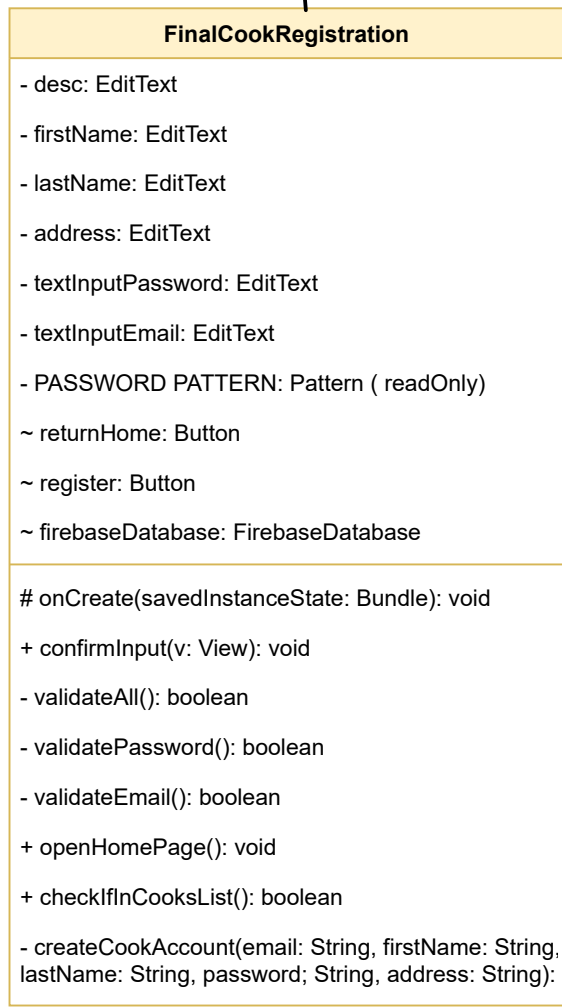 FinalCookRegistration
- desc: EditText
- firstName: EditText
- lastName: EditText
- address: EditText
- textInputPassword: EditText
- textInputEmail: EditText
- PASSWORD PATTERN: Pattern ( readOnly)
~ returnHome: Button
~ register: Button
~ firebaseDatabase: FirebaseDatabase
# onCreate(savedInstanceState: Bundle): void
+ confirmInput(v: View): void
- validateAll(): boolean
- validatePassword(): boolean
- validateEmail(): boolean
+ openHomePage(): void
+ checkIfInCooksList(): boolean
- createCookAccount(email: String, firstName: String,
lastName: String, password; String, address: String):